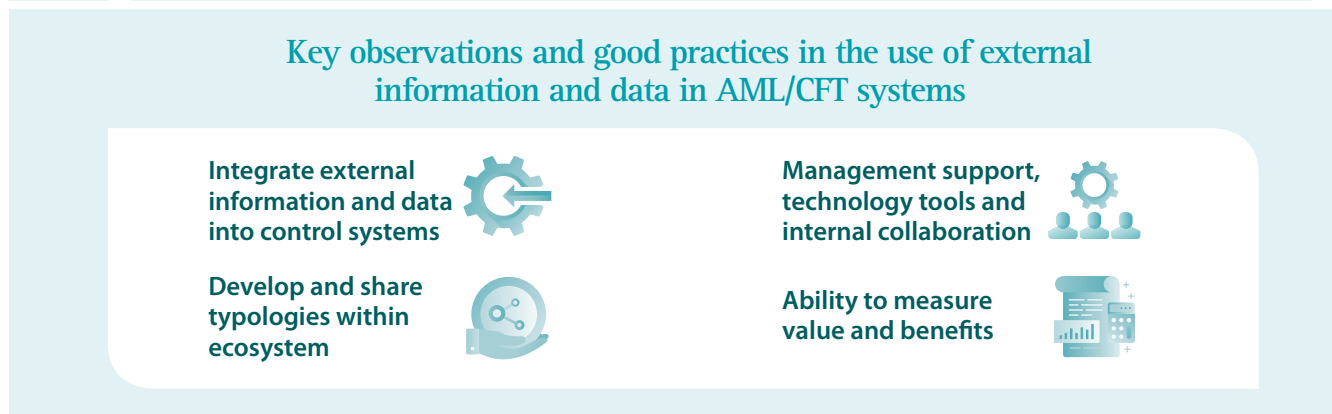 Key observations and good practices in the use of external
information and data in AML/CFT systems
Integrate external
information and data
into control systems
Management support,
technology tools and
internal collaboration
Develop and share
typologies within
ecosystem
Ability to measure
value and benefits